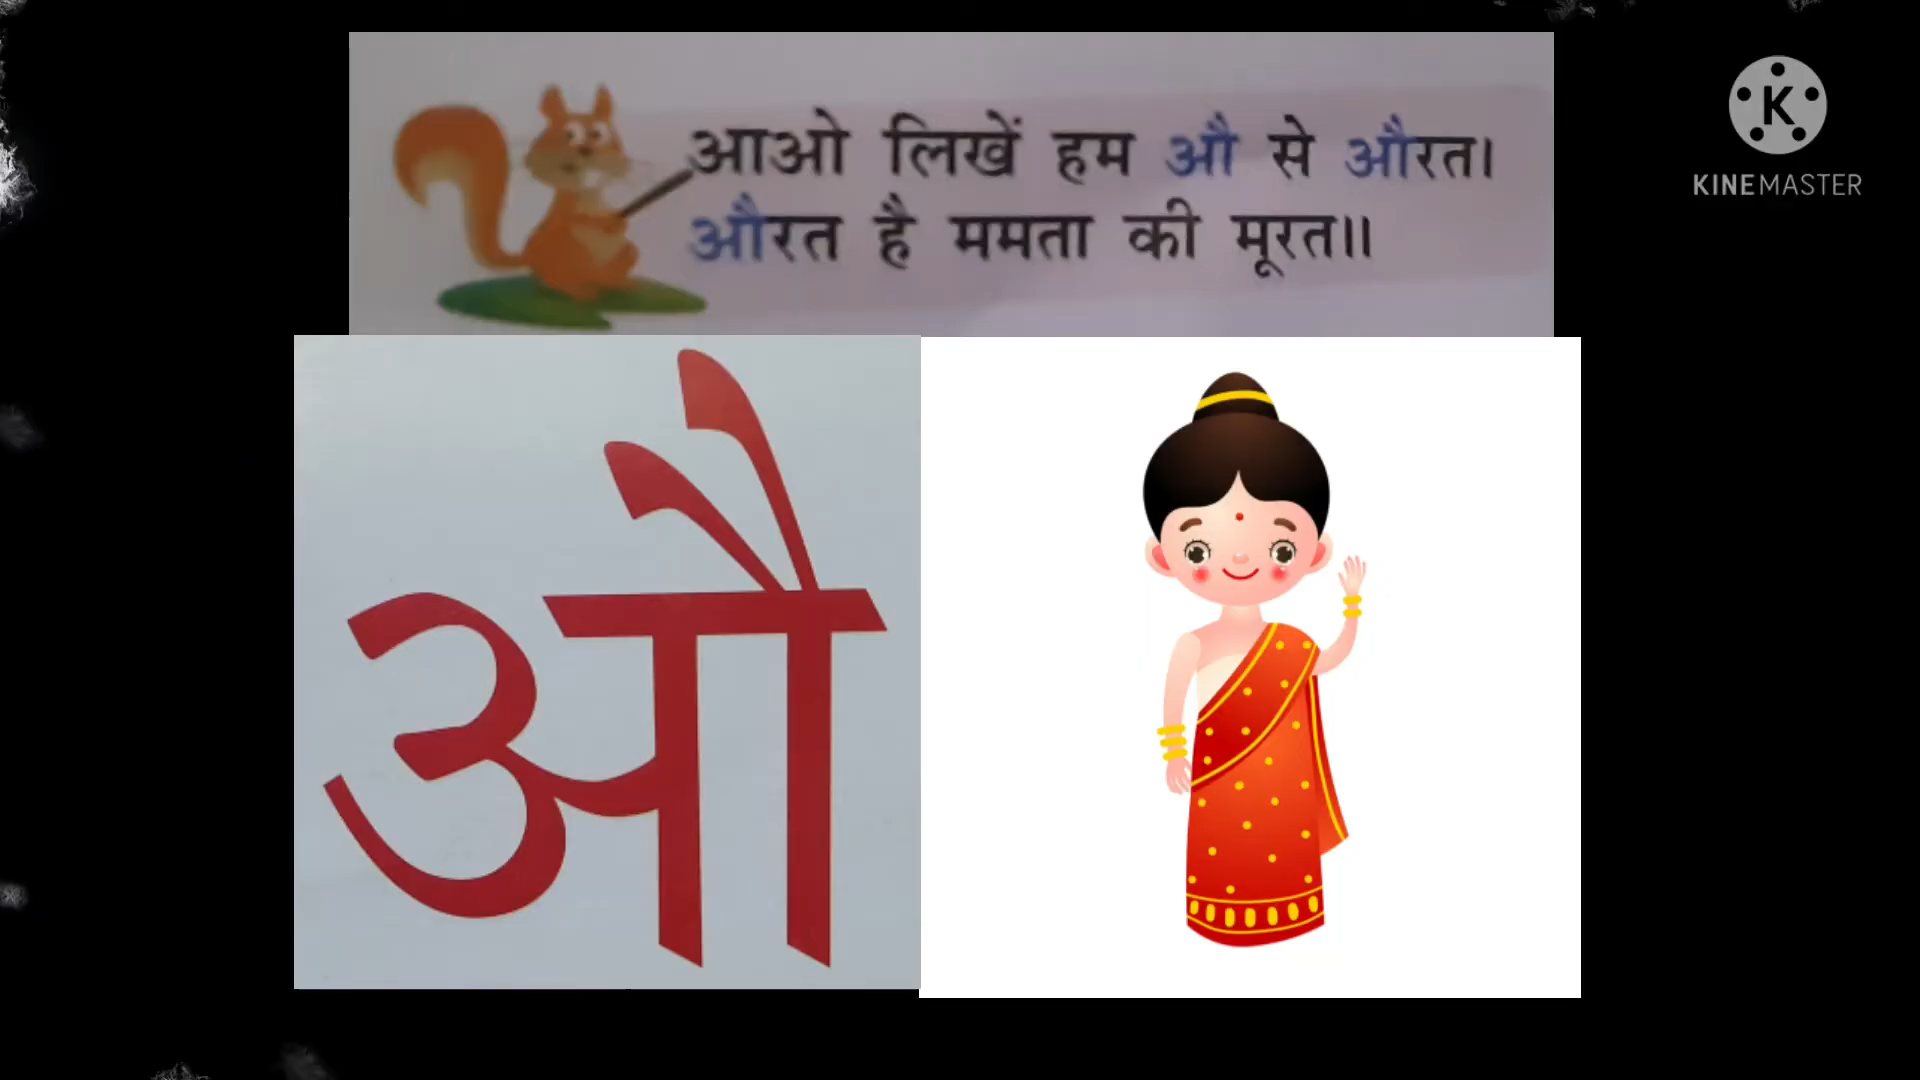 आओ लिखें हम औ से औरत।
औरत है ममता की मूरत।।
औ
K
KINEMASTER